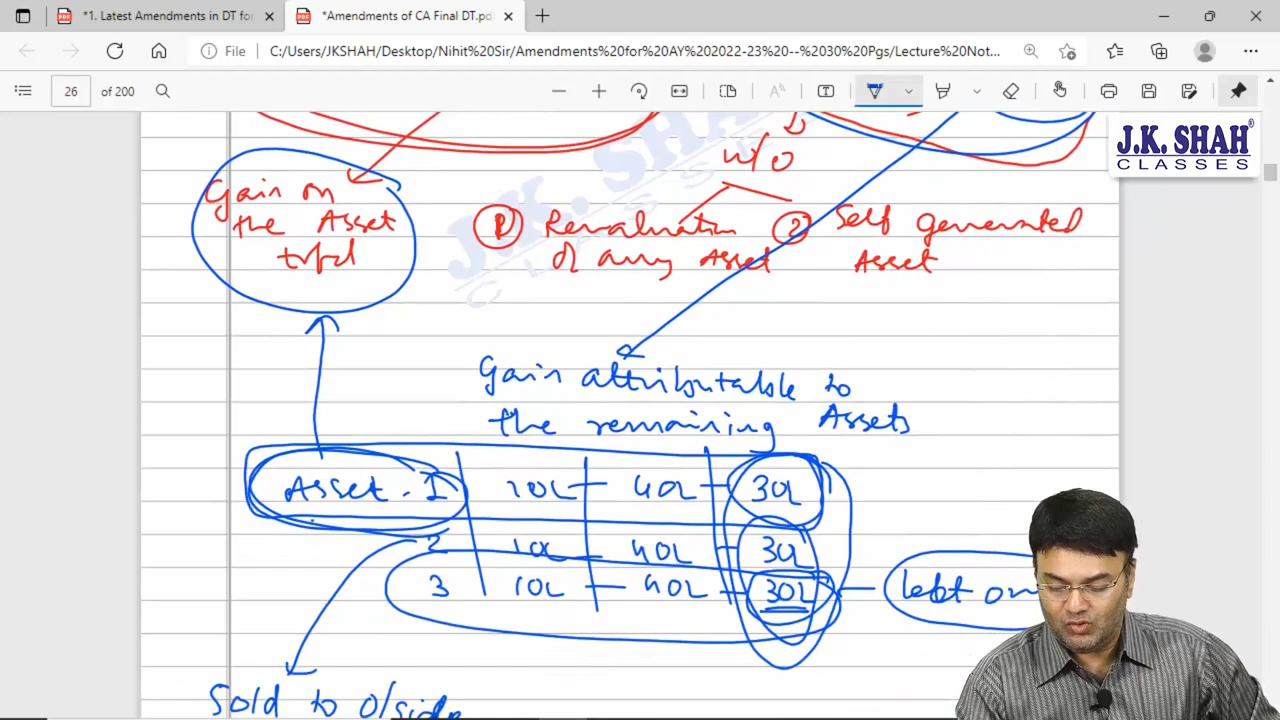 *1. Latest Amendments in DT for
*Amendments of CA Final DT.pd
File
C:/Users/JKSHAH/Desktop/Nihit%20Sir/Amendments%20for%20AY%202022-23%20--%2030%20Pgs/Lecture%20Not...
26 of 200
J.K. SHAH®
CLASSES
w/o
Gain on
the Asset
trfd
① Revaluation
of any Asset
② Self generated
Asset
Gain attributable to
the remaining Assets
Asset - 1 10L 40L 30L
2 10L 40L 30L
3 10L 40L 30L
Sold to O/side